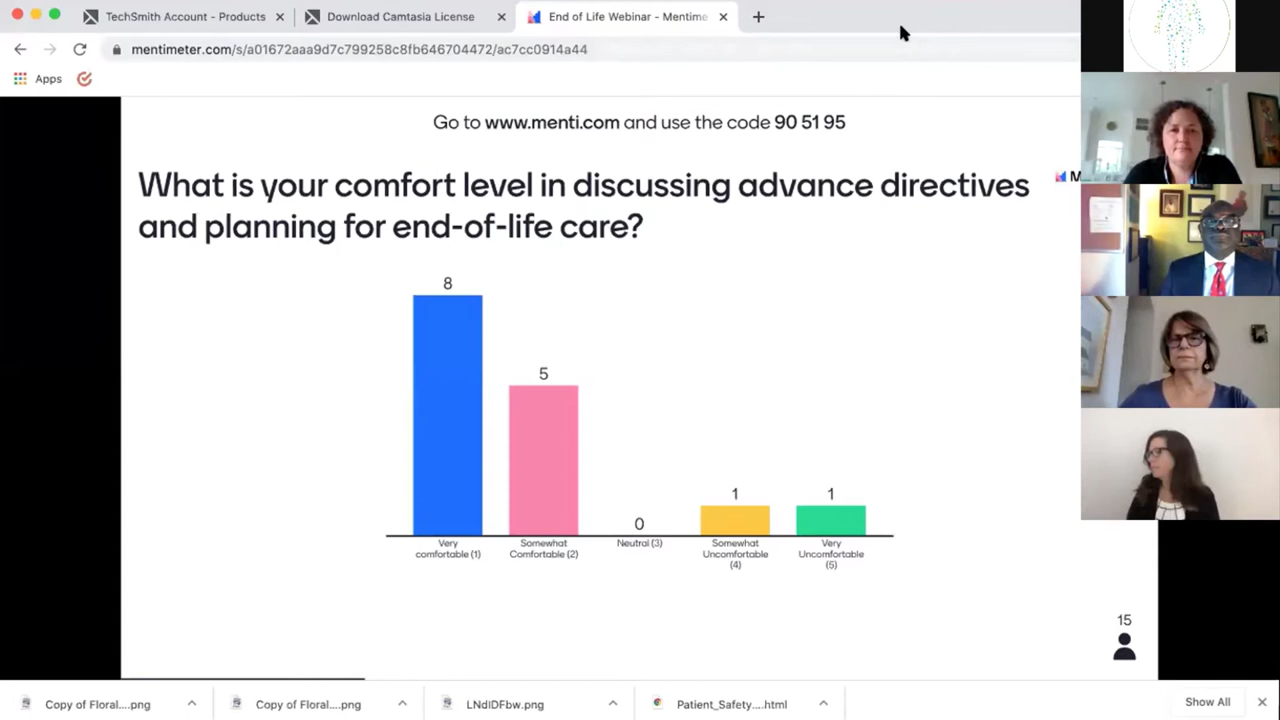 TechSmith Account - Products
Download Camtasia License
End of Life Webinar - Mentime
mentimeter.com/s/a01672aaa9d7c799258c8fb646704472/ac7cc0914a44
Apps
Go to www.menti.com and use the code 90 51 95
What is your comfort level in discussing advance directives
and planning for end-of-life care?
M
8
5
0
1
1
Very
comfortable (1)
Somewhat
Comfortable (2)
Neutral (3)
Somewhat
Uncomfortable
(4)
Very
Uncomfortable
(5)
15
Copy of Floral....png
Copy of Floral....png
LNdIDFbw.png
Patient_Safety....html
Show All